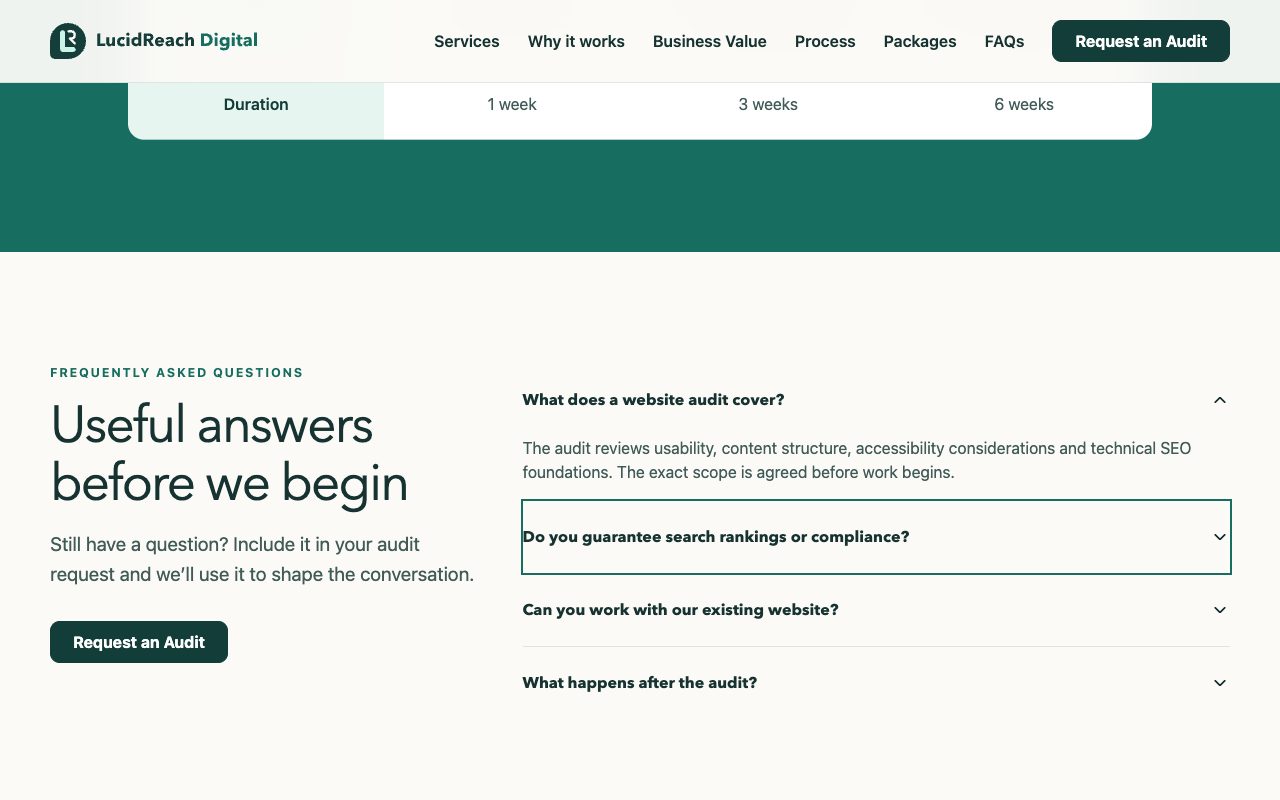 LucidReach Digital
Services
Why it works
Business Value
Process
Packages
FAQs
Request an Audit
Duration
1 week
3 weeks
6 weeks
FREQUENTLY ASKED QUESTIONS
Useful answers
before we begin
Still have a question? Include it in your audit
request and we’ll use it to shape the conversation.
Request an Audit
What does a website audit cover?
The audit reviews usability, content structure, accessibility considerations and technical SEO
foundations. The exact scope is agreed before work begins.
Do you guarantee search rankings or compliance?
Can you work with our existing website?
What happens after the audit?